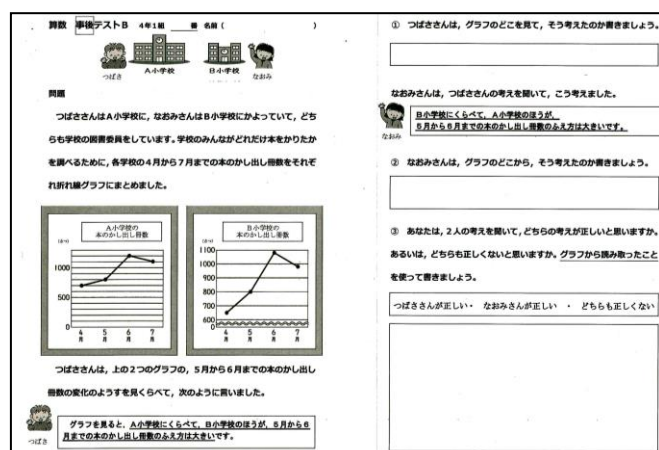 算数 事後テストB 4年1組 番 名前( )
つばさ
A小学校
B小学校
なおみ
問題
つばささんはA小学校に，なおみさんはB小学校にかよっていて，どち
らも学校の図書委員をしています。学校のみんながどれだけ本をかりたか
を調べるために，各学校の4月から7月までの本のかし出し冊数をそれぞ
れ折れ線グラフにまとめました。
A小学校の
本のかし出し冊数
1000
500
0
4月 5月 6月 7月
B小学校の
本のかし出し冊数
1100
1000
900
800
700
600
0
4月 5月 6月 7月
つばささんは，上の2つのグラフの，5月から6月までの本のかし出し
冊数の変化のようすを見くらべて，次のように言いました。
つばさ
グラフを見ると，A小学校にくらべて，B小学校のほうが，5月から6
月までの本のかし出し冊数のふえ方は大きいです。
① つばささんは，グラフのどこを見て，そう考えたのか書きましょう。
なおみさんは，つばささんの考えを聞いて，こう考えました。
なおみ
B小学校にくらべて，A小学校のほうが，
5月から6月までの本のかし出し冊数のふえ方は大きいです。
② なおみさんは，グラフのどこから，そう考えたのか書きましょう。
③ あなたは，2人の考えを聞いて，どちらの考えが正しいと思いますか。
あるいは，どちらも正しくないと思いますか。グラフから読み取ったこと
を使って書きましょう。
つばささんが正しい・ なおみさんが正しい ・ どちらも正しくない